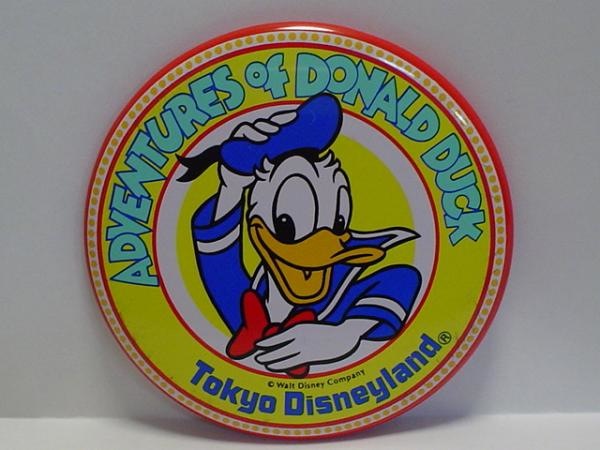 ADVENTURES of DONALD DUCK
© Walt Disney Company
Tokyo Disneyland®